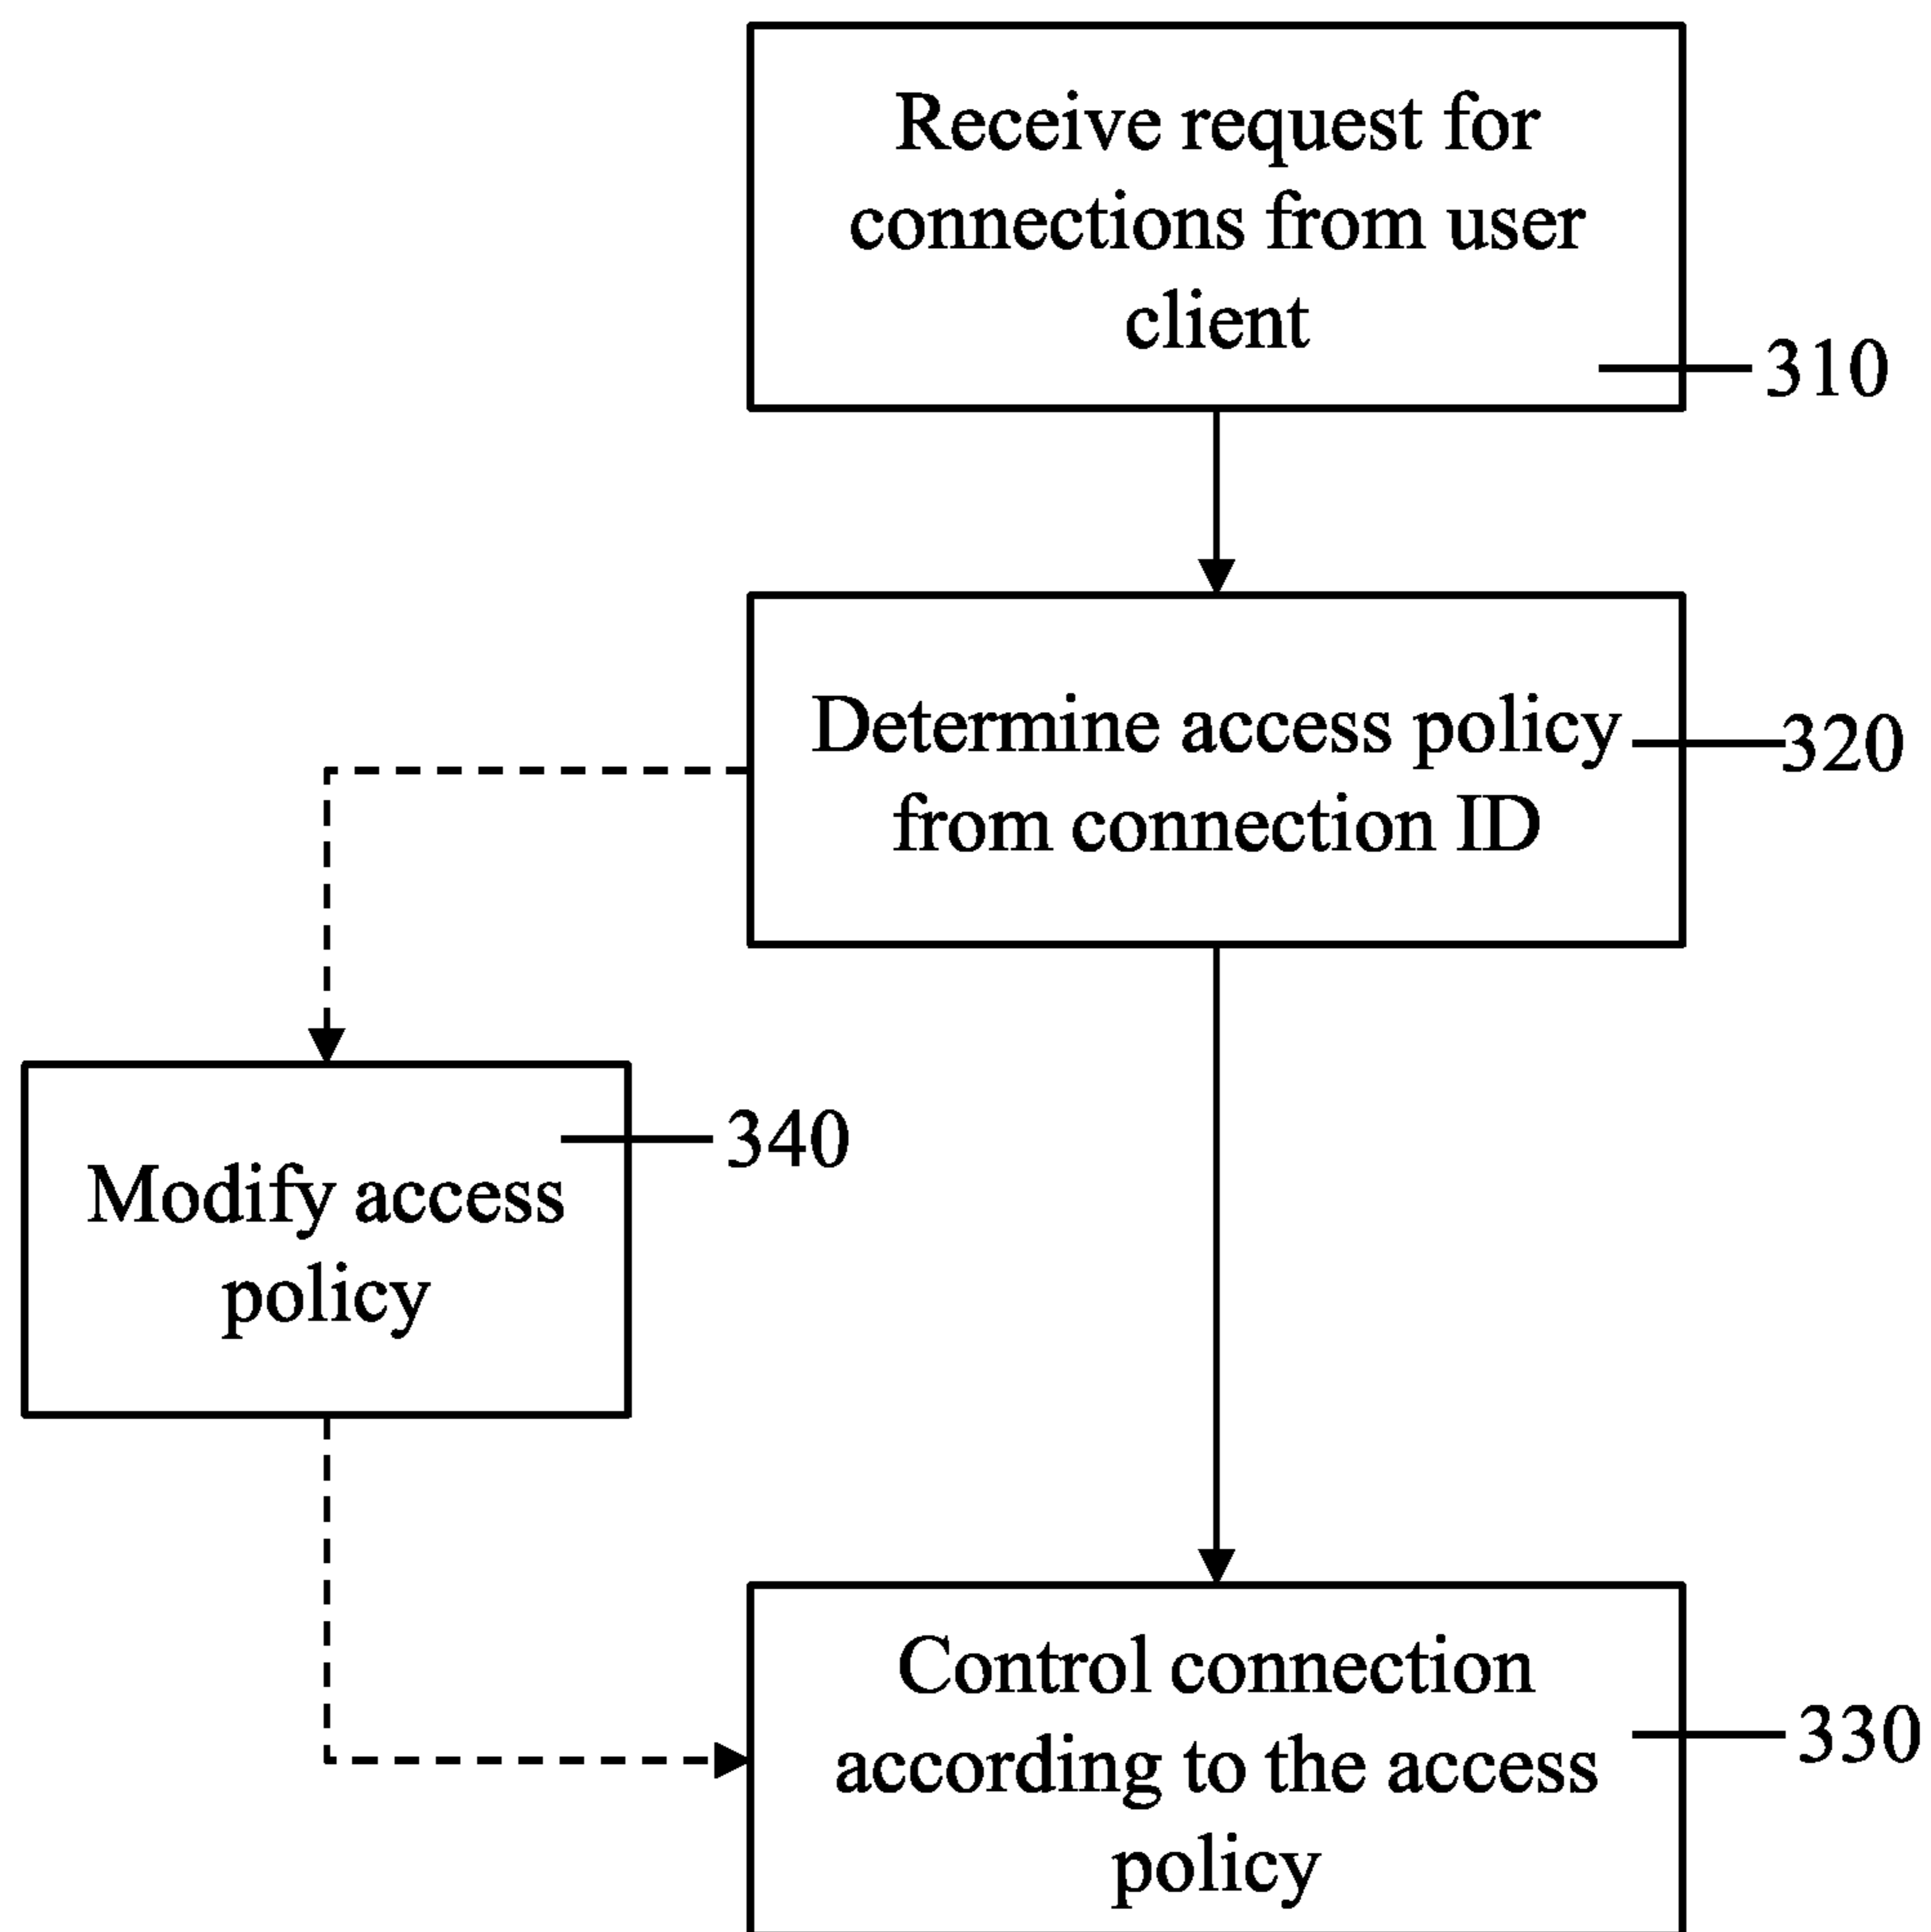 Receive request for
connections from user
client
310
Determine access policy
from connection ID
320
340
Modify access
policy
Control connection
according to the access
policy
330